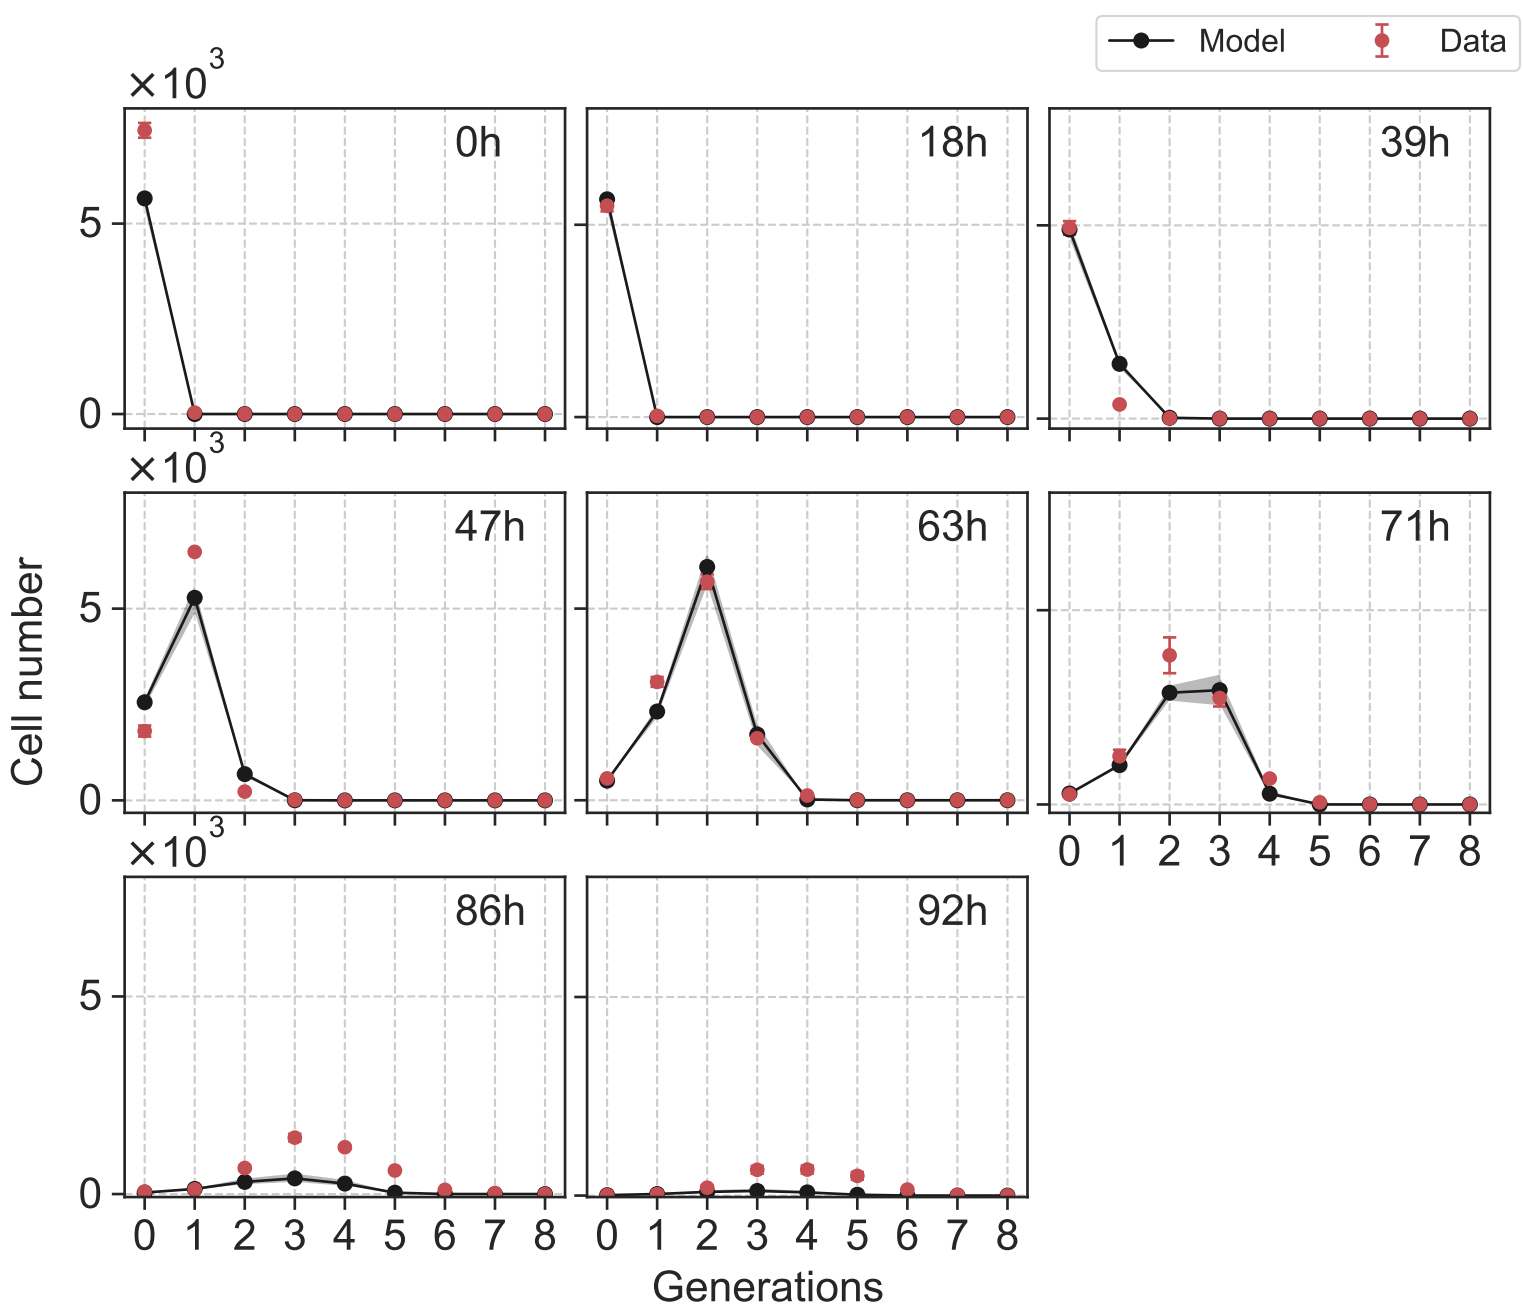 Model Data
×10³
0h 18h 39h
5
0
×10³
47h 63h 71h
5
0
0 1 2 3 4 5 6 7 8
×10³
86h 92h
5
0
0 1 2 3 4 5 6 7 8 0 1 2 3 4 5 6 7 8
Cell number
Generations